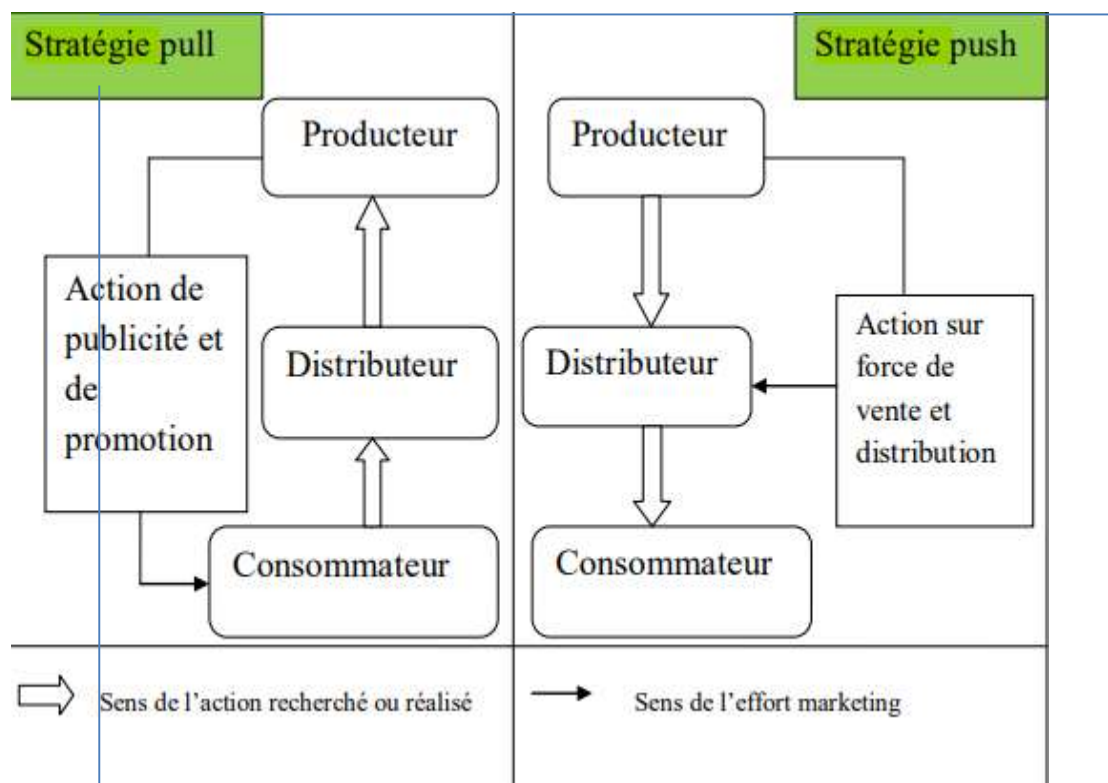 Stratégie pull
Producteur
Action de
publicité et
de
promotion
Distributeur
Consommateur
Stratégie push
Producteur
Distributeur
Action sur
force de
vente et
distribution
Consommateur
Sens de l’action recherché ou réalisé
Sens de l’effort marketing